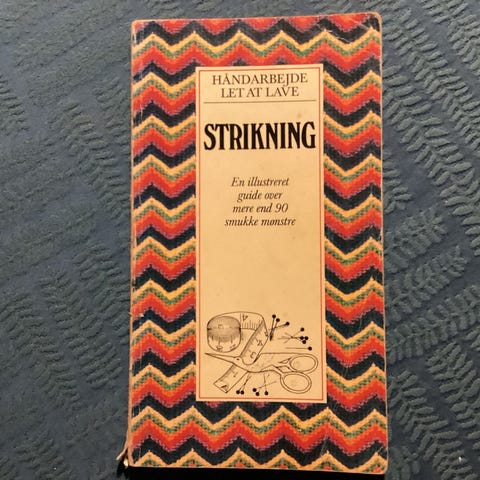 HÅNDARBEJDE
LET AT LAVE
STRIKNING
En illustreret
guide over
mere end 90
smukke mønstre